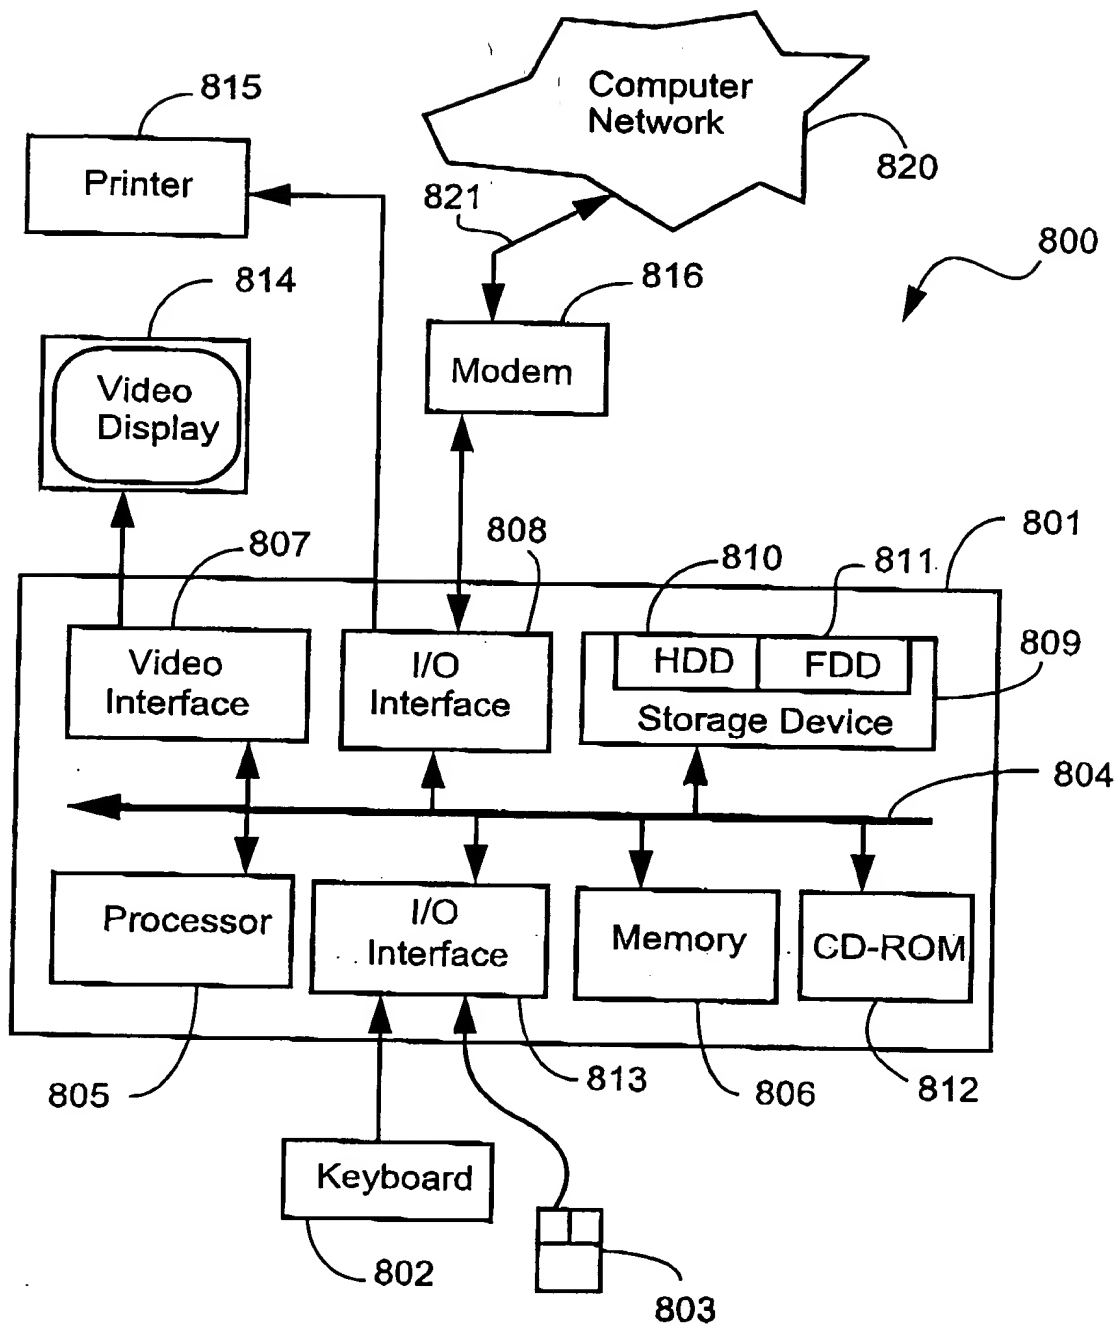 Computer
Network
820
815
Printer
821
800
814
816
Video
Display
Modem
807
808
810
811
801
Video
Interface
I/O
Interface
HDD
FDD
Storage Device
809
804
Processor
I/O
Interface
Memory
CD-ROM
805
813
806
812
Keyboard
802
803